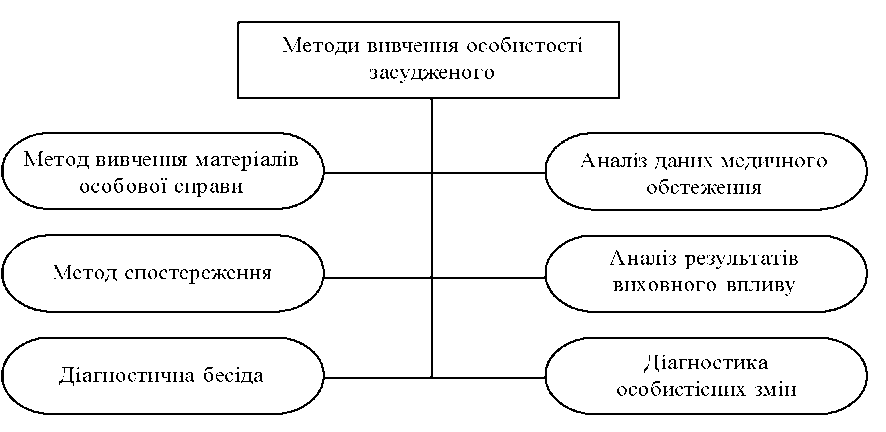 Методи вивчення особистості
засудженого
Метод вивчення матеріалів
особової справи
Аналіз даних медичного
обстеження
Метод спостереження
Аналіз результатів
виховного впливу
Діагностична бесіда
Діагностика
особистісних змін